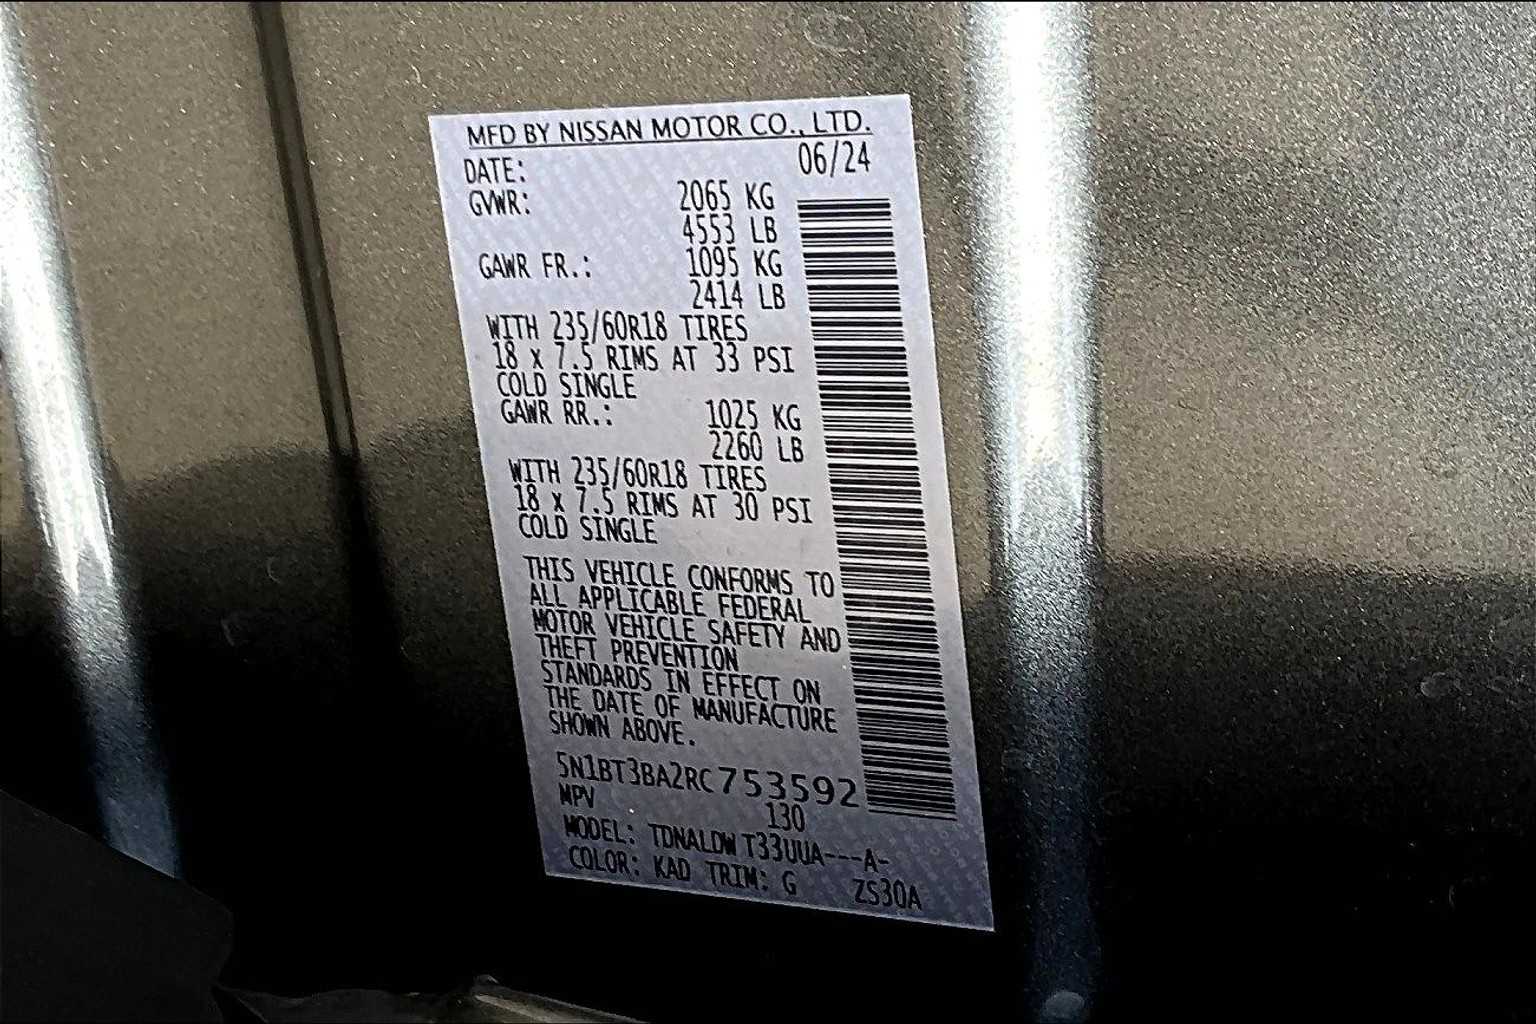 MFD BY NISSAN MOTOR CO., LTD.
DATE: 06/24
GVWR: 2065 KG
4553 LB
GAWR FR.: 1095 KG
2414 LB
WITH 235/60R18 TIRES
18 x 7.5 RIMS AT 33 PSI
COLD SINGLE
GAWR RR.: 1025 KG
2260 LB
WITH 235/60R18 TIRES
18 x 7.5 RIMS AT 30 PSI
COLD SINGLE
THIS VEHICLE CONFORMS TO
ALL APPLICABLE FEDERAL
MOTOR VEHICLE SAFETY AND
THEFT PREVENTION
STANDARDS IN EFFECT ON
THE DATE OF MANUFACTURE
SHOWN ABOVE.
5N1BT3BA2RC753592
MPV 130
MODEL: TDNALDW T33UUA---A-
COLOR: KAD TRIM: G ZS30A